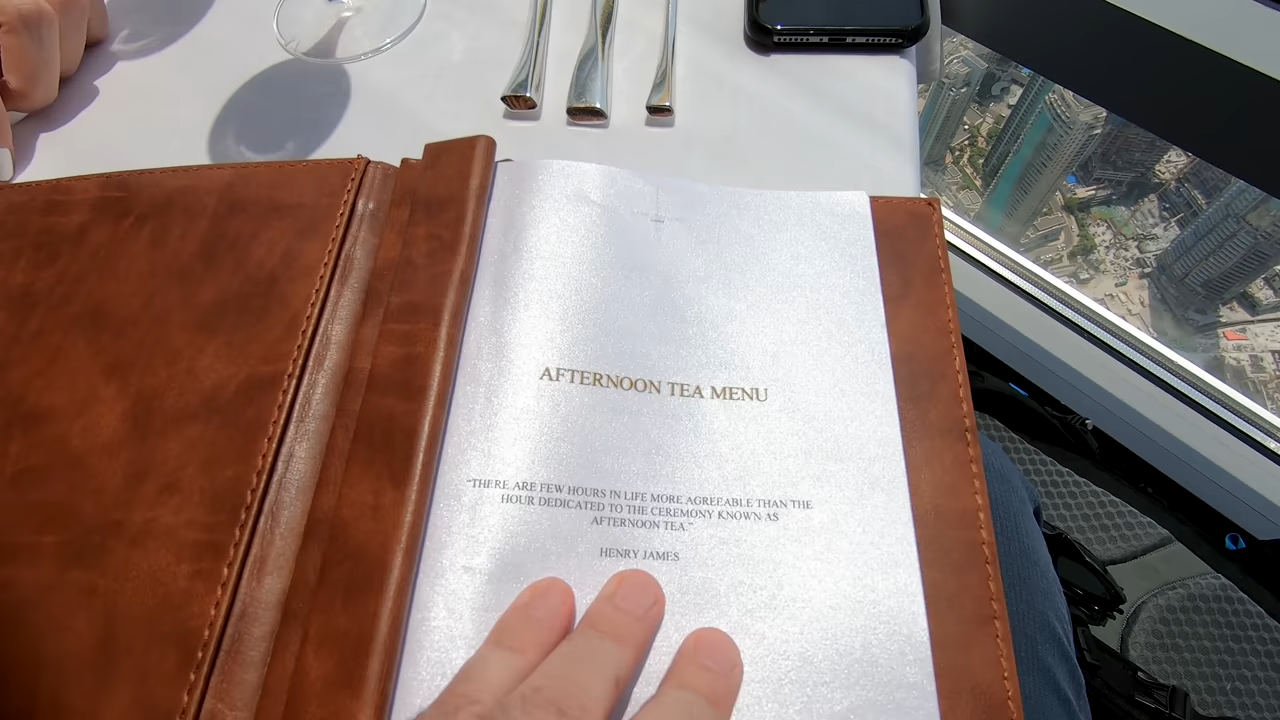 AFTERNOON TEA MENU
"THERE ARE FEW HOURS IN LIFE MORE AGREEABLE THAN THE
HOUR DEDICATED TO THE CEREMONY KNOWN AS
AFTERNOON TEA."
HENRY JAMES